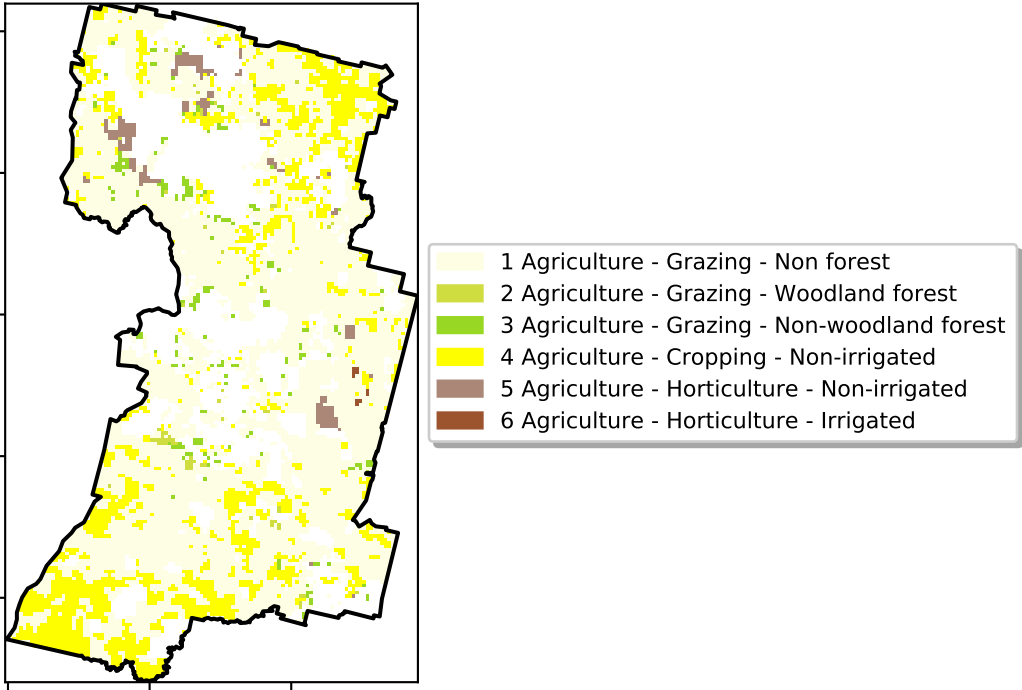 1 Agriculture - Grazing - Non forest
2 Agriculture - Grazing - Woodland forest
3 Agriculture - Grazing - Non-woodland forest
4 Agriculture - Cropping - Non-irrigated
5 Agriculture - Horticulture - Non-irrigated
6 Agriculture - Horticulture - Irrigated